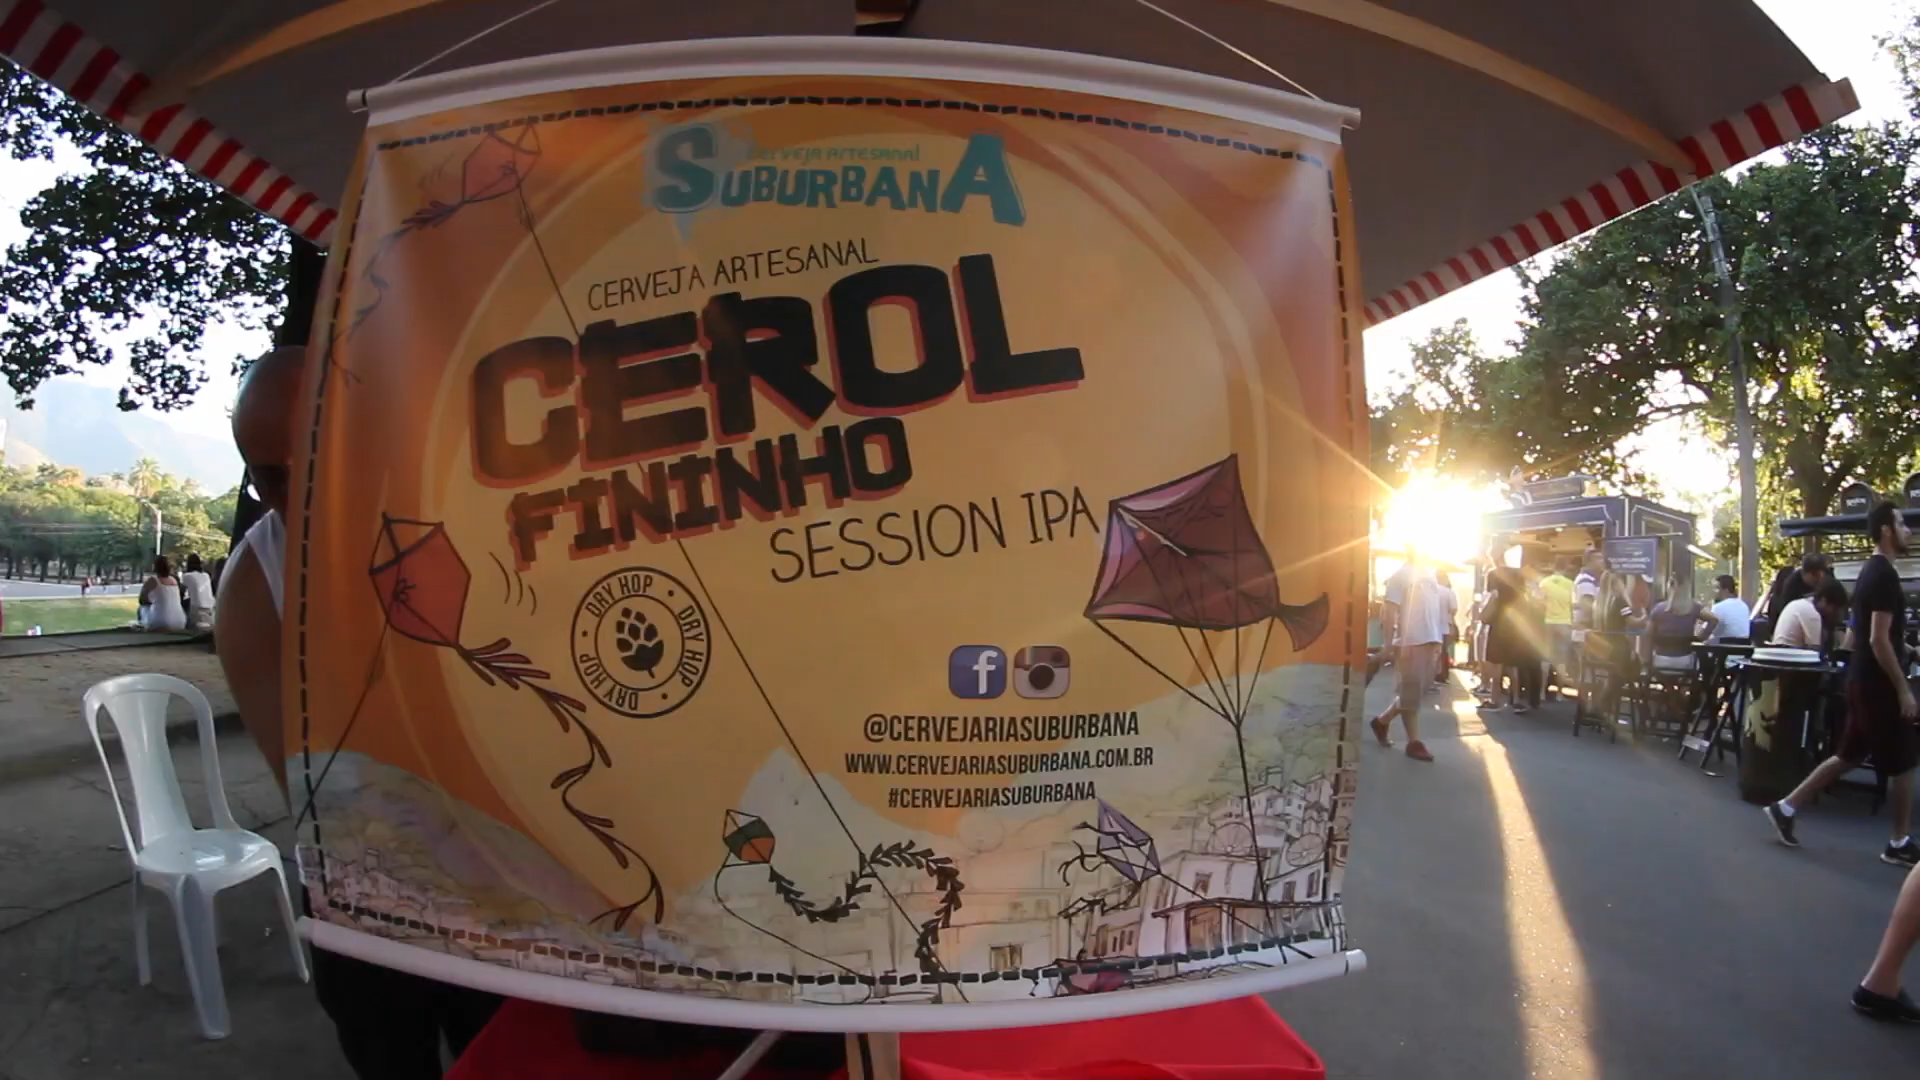 CERVEJA ARTESANAL
SUBURBANA
CERVEJA ARTESANAL
CEROL
FININHO
SESSION IPA
DRY HOP · DRY HOP · DRY HOP ·
f
@CERVEJARIASUBURBANA
WWW.CERVEJARIASUBURBANA.COM.BR
#CERVEJARIASUBURBANA